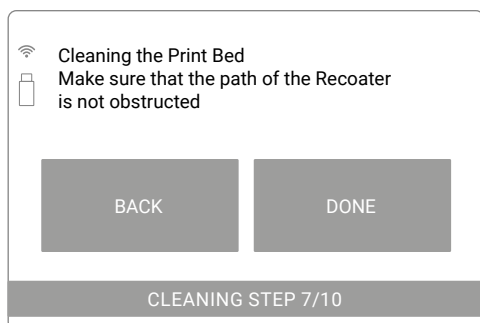 Cleaning the Print Bed
Make sure that the path of the Recoater
is not obstructed
BACK
DONE
CLEANING STEP 7/10